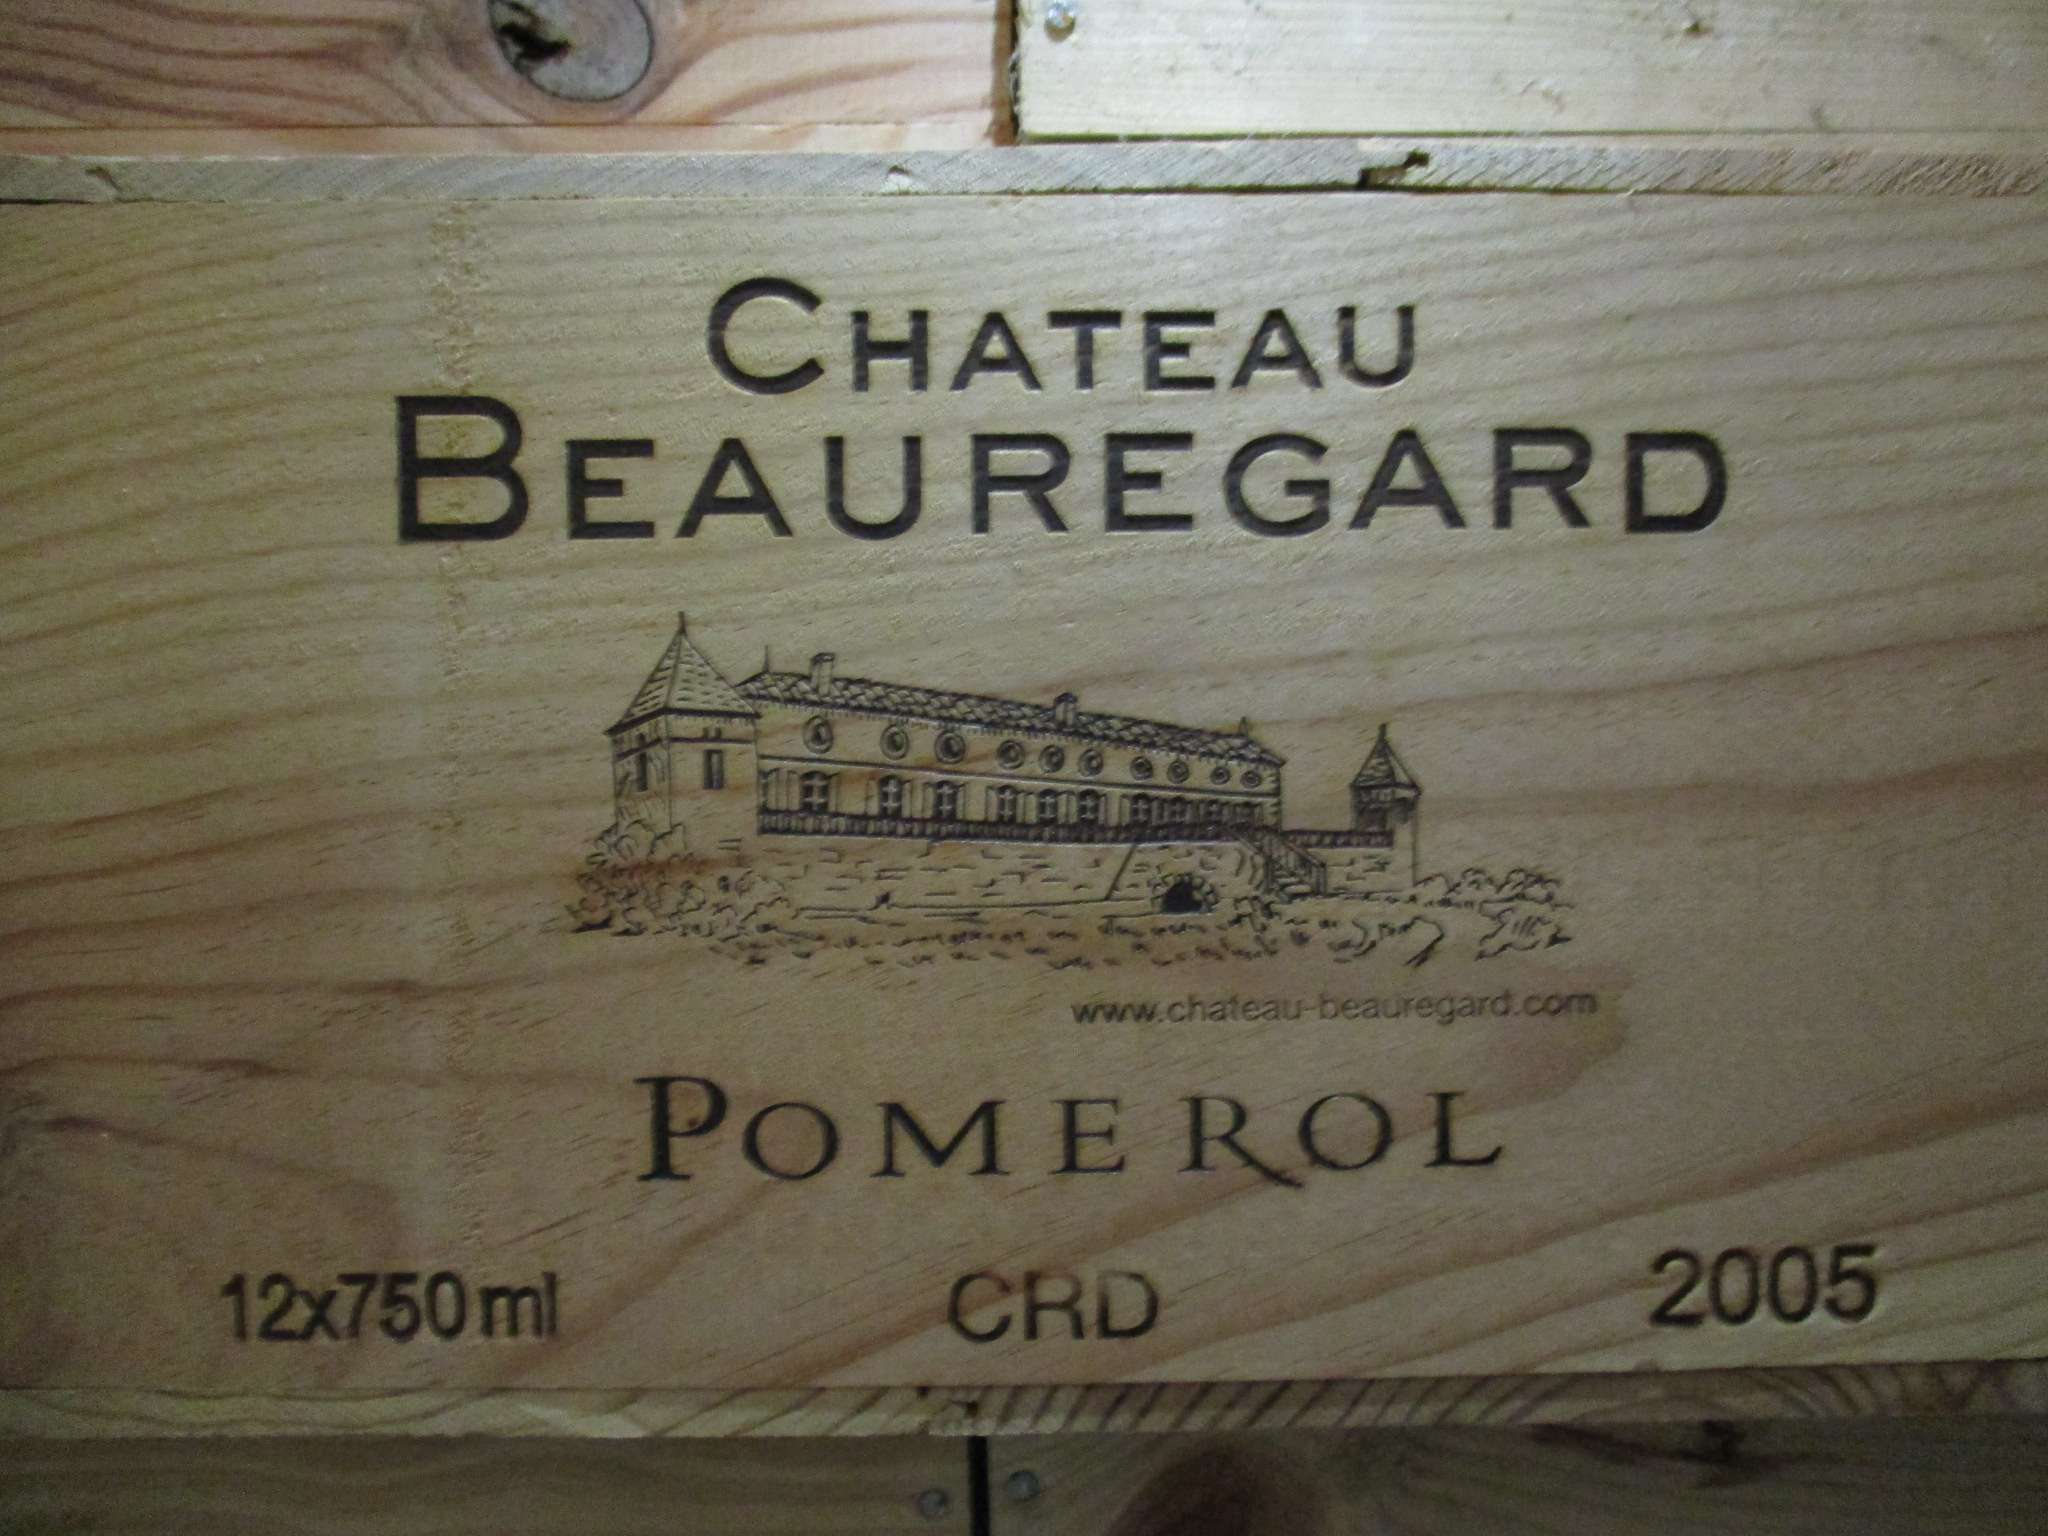 CHATEAU
BEAUREGARD
www.chateau-beauregard.com
POMEROL
12x750ml CRD 2005